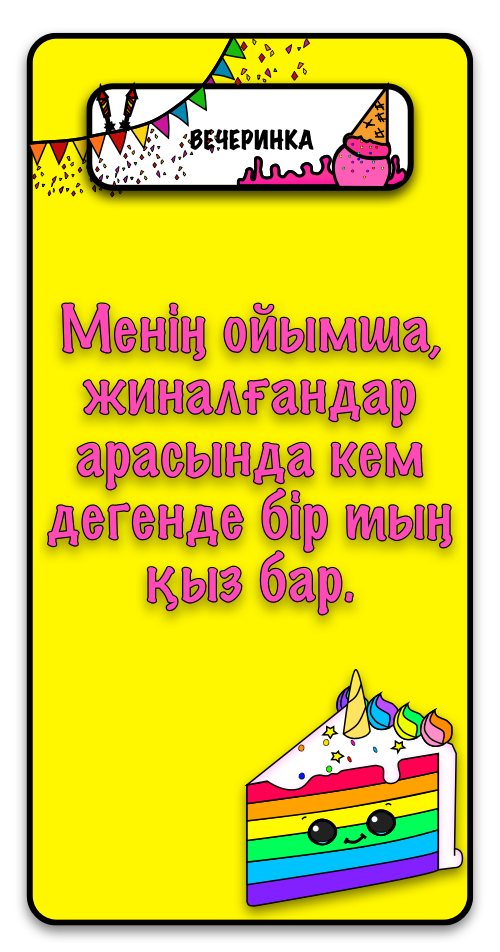 ВЕЧЕРИНКА
Менің ойымша,
жиналғандар
арасында кем
дегенде бір тың
қыз бар.